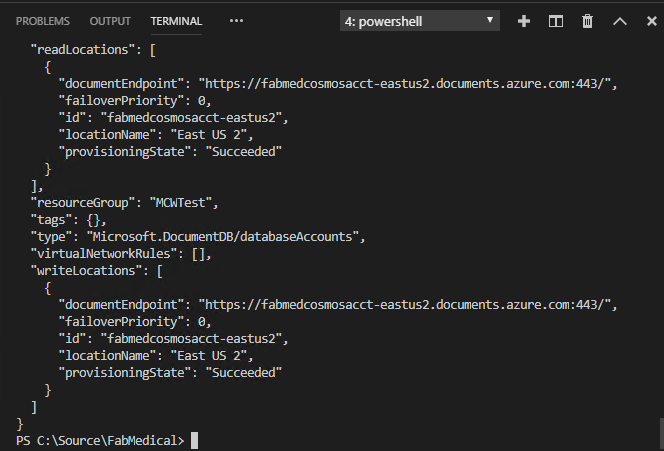 PROBLEMS OUTPUT TERMINAL ••• 4: powershell
"readLocations": [
{
"documentEndpoint": "https://fabmedcosmosacct-eastus2.documents.azure.com:443/",
"failoverPriority": 0,
"id": "fabmedcosmosacct-eastus2",
"locationName": "East US 2",
"provisioningState": "Succeeded"
}
],
"resourceGroup": "MCWTest",
"tags": {},
"type": "Microsoft.DocumentDB/databaseAccounts",
"virtualNetworkRules": [],
"writeLocations": [
{
"documentEndpoint": "https://fabmedcosmosacct-eastus2.documents.azure.com:443/",
"failoverPriority": 0,
"id": "fabmedcosmosacct-eastus2",
"locationName": "East US 2",
"provisioningState": "Succeeded"
}
]
}
PS C:\Source\FabMedical>